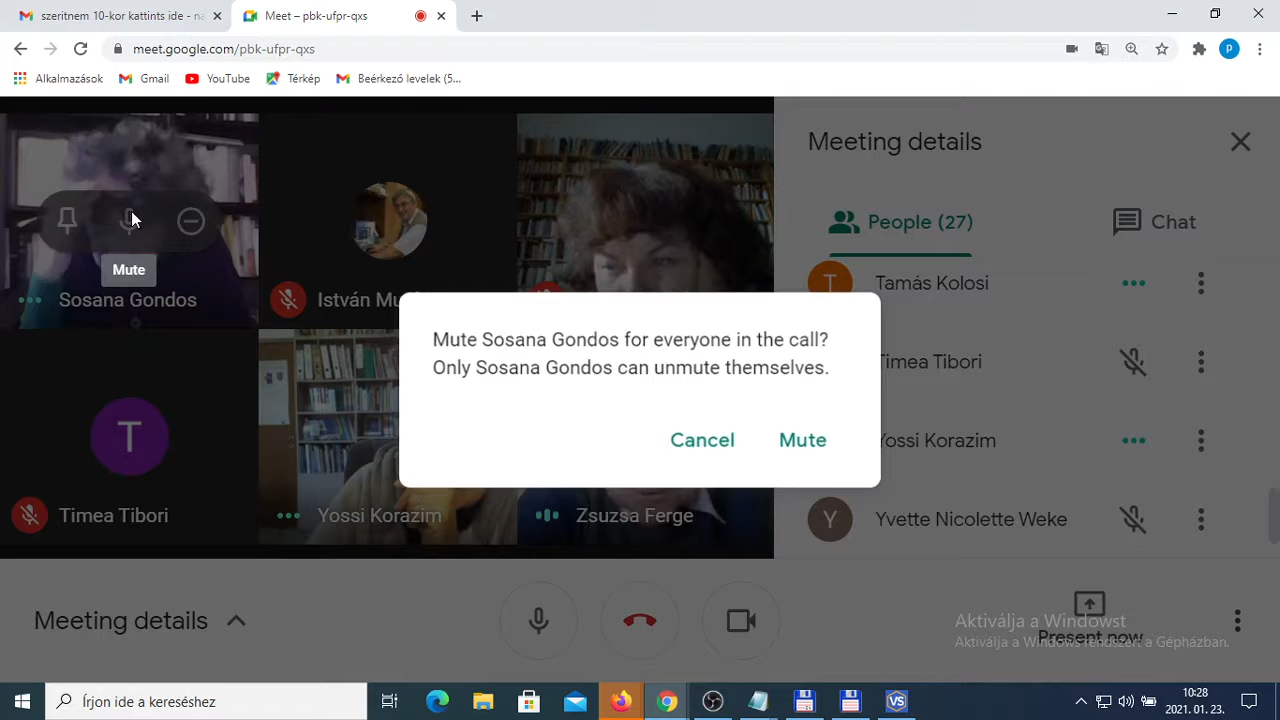 szeritnem 10-kor kattints ide - na
Meet – pbk-ufpr-qxs
meet.google.com/pbk-ufpr-qxs
P
Alkalmazások
Gmail
YouTube
Térkép
Beérkező levelek (5...
Meeting details
People (27)
Chat
Mute
Sosana Gondos
István Mu
T
Tamás Kolosi
Timea Tibori
Mute Sosana Gondos for everyone in the call?
Only Sosana Gondos can unmute themselves.
Cancel
Mute
Yossi Korazim
T
Timea Tibori
Yossi Korazim
Zsuzsa Ferge
Y
Yvette Nicolette Weke
Meeting details
Present now
Aktiválja a Windowst
Aktiválja a Windows rendszert a Gépházban.
Írjon ide a kereséshez
VS
10:28
2021. 01. 23.